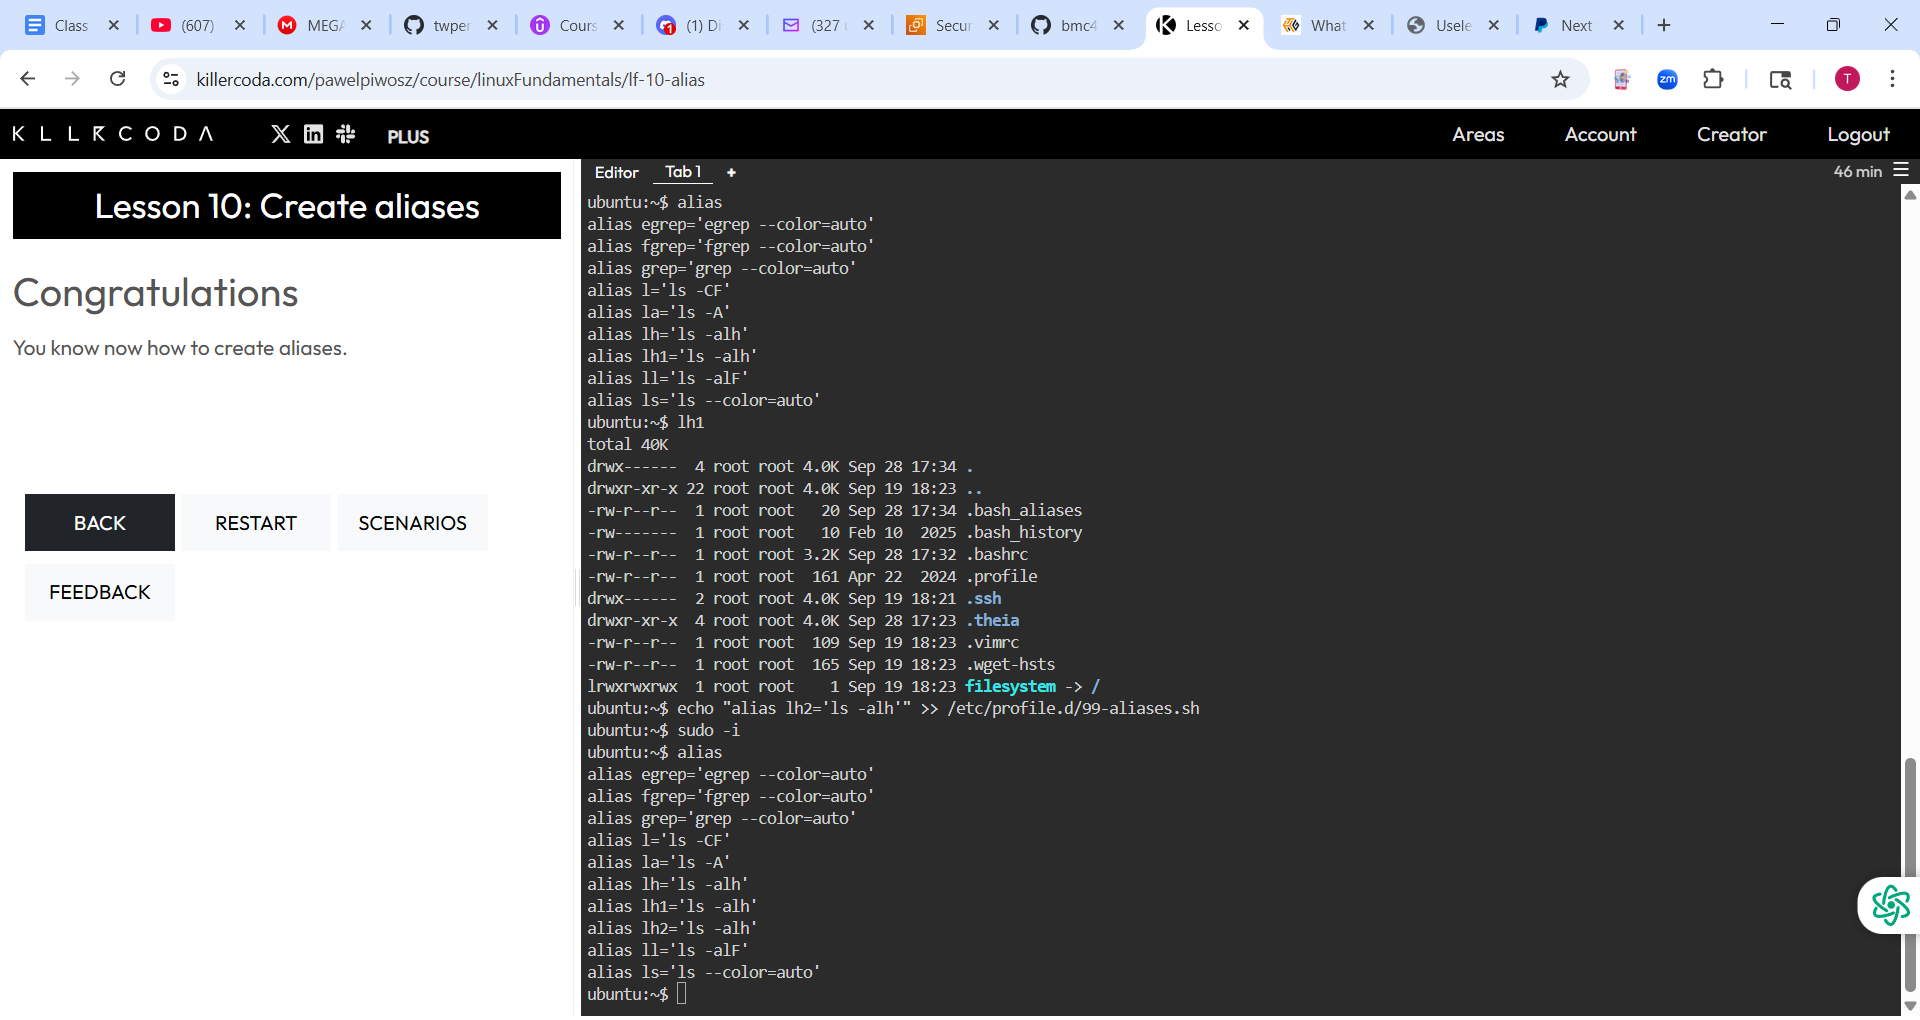 Class
(607)
MEGA
twper
Cours
(1) Di
(327 u
Secur
bmc4
Lesso
What
Usele
Next
killercoda.com/pawelpiwosz/course/linuxFundamentals/lf-10-alias
zm
T
KLLRCODA
PLUS
Areas
Account
Creator
Logout
Lesson 10: Create aliases
Congratulations
You know now how to create aliases.
BACK
RESTART
SCENARIOS
FEEDBACK
Editor
Tab 1
+
46 min
ubuntu:~$ alias
alias egrep='egrep --color=auto'
alias fgrep='fgrep --color=auto'
alias grep='grep --color=auto'
alias l='ls -CF'
alias la='ls -A'
alias lh='ls -alh'
alias lh1='ls -alh'
alias ll='ls -alF'
alias ls='ls --color=auto'
ubuntu:~$ lh1
total 40K
drwx------  4 root root 4.0K Sep 28 17:34 .
drwxr-xr-x 22 root root 4.0K Sep 19 18:23 ..
-rw-r--r--  1 root root   20 Sep 28 17:34 .bash_aliases
-rw-------  1 root root   10 Feb 10  2025 .bash_history
-rw-r--r--  1 root root 3.2K Sep 28 17:32 .bashrc
-rw-r--r--  1 root root  161 Apr 22  2024 .profile
drwx------  2 root root 4.0K Sep 19 18:21 .ssh
drwxr-xr-x  4 root root 4.0K Sep 28 17:23 .theia
-rw-r--r--  1 root root  109 Sep 19 18:23 .vimrc
-rw-r--r--  1 root root  165 Sep 19 18:23 .wget-hsts
lrwxrwxrwx  1 root root    1 Sep 19 18:23 filesystem -> /
ubuntu:~$ echo "alias lh2='ls -alh'" >> /etc/profile.d/99-aliases.sh
ubuntu:~$ sudo -i
ubuntu:~$ alias
alias egrep='egrep --color=auto'
alias fgrep='fgrep --color=auto'
alias grep='grep --color=auto'
alias l='ls -CF'
alias la='ls -A'
alias lh='ls -alh'
alias lh1='ls -alh'
alias lh2='ls -alh'
alias ll='ls -alF'
alias ls='ls --color=auto'
ubuntu:~$